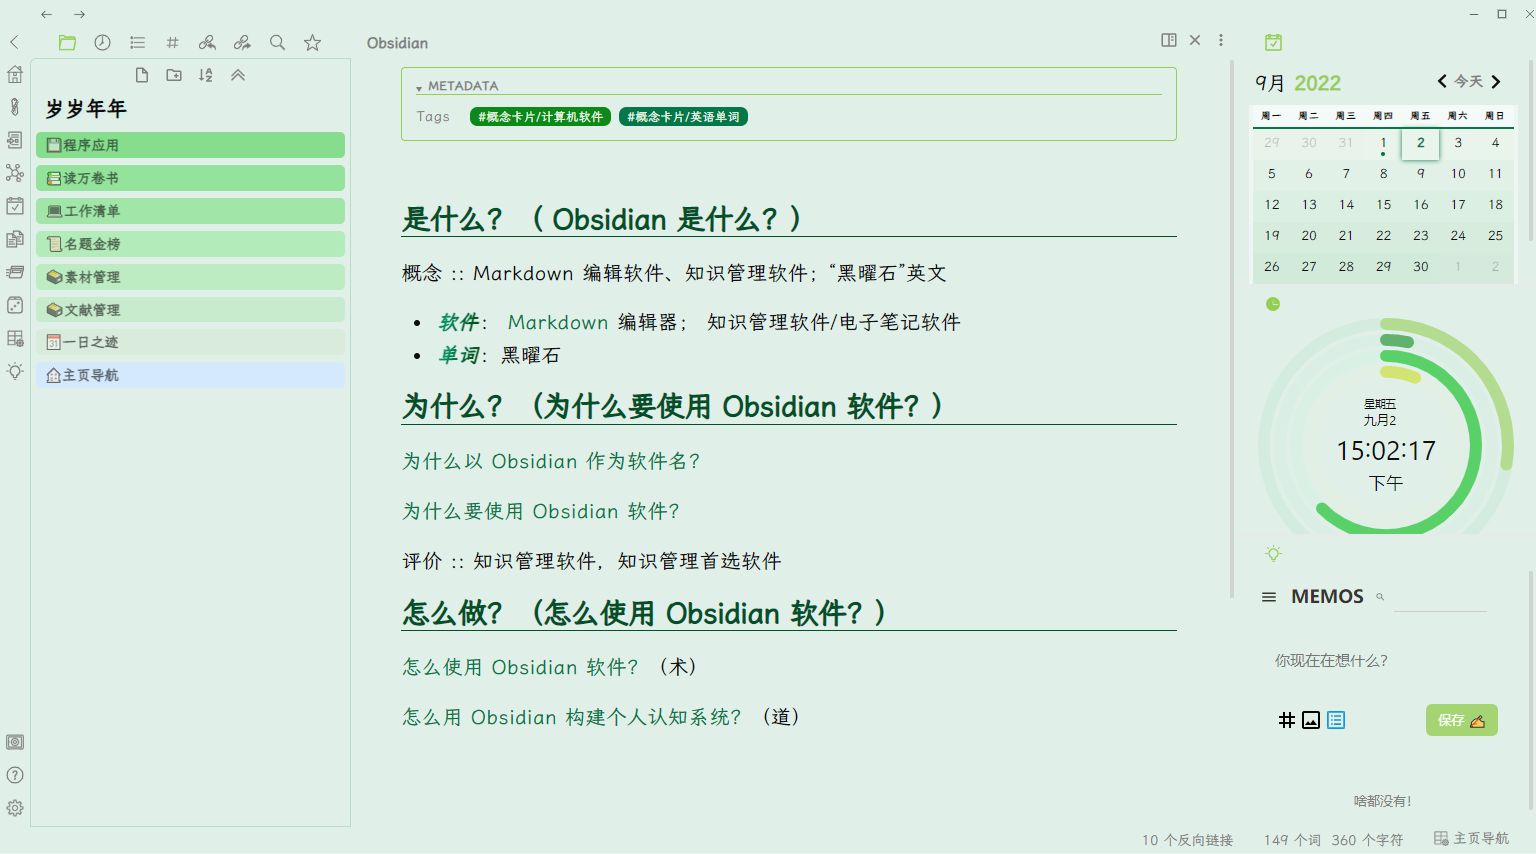 Obsidian
岁岁年年
程序应用
读万卷书
工作清单
名题金榜
素材管理
文献管理
一日之迹
主页导航
METADATA
Tags #概念卡片/计算机软件 #概念卡片/英语单词
是什么？（ Obsidian 是什么？）
概念 :: Markdown 编辑软件、知识管理软件；“黑曜石”英文
软件： Markdown 编辑器； 知识管理软件/电子笔记软件
单词：黑曜石
为什么？（为什么要使用 Obsidian 软件？）
为什么以 Obsidian 作为软件名？
为什么要使用 Obsidian 软件？
评价 :: 知识管理软件，知识管理首选软件
怎么做？（怎么使用 Obsidian 软件？）
怎么使用 Obsidian 软件？（术）
怎么用 Obsidian 构建个人认知系统？（道）
9月 2022 今天
周一 周二 周三 周四 周五 周六 周日
29 30 31 1 2 3 4
5 6 7 8 9 10 11
12 13 14 15 16 17 18
19 20 21 22 23 24 25
26 27 28 29 30 1 2
星期五
九月2
15:02:17
下午
MEMOS
你现在在想什么？
保存
啥都没有！
10 个反向链接 149 个词 360 个字符 主页导航